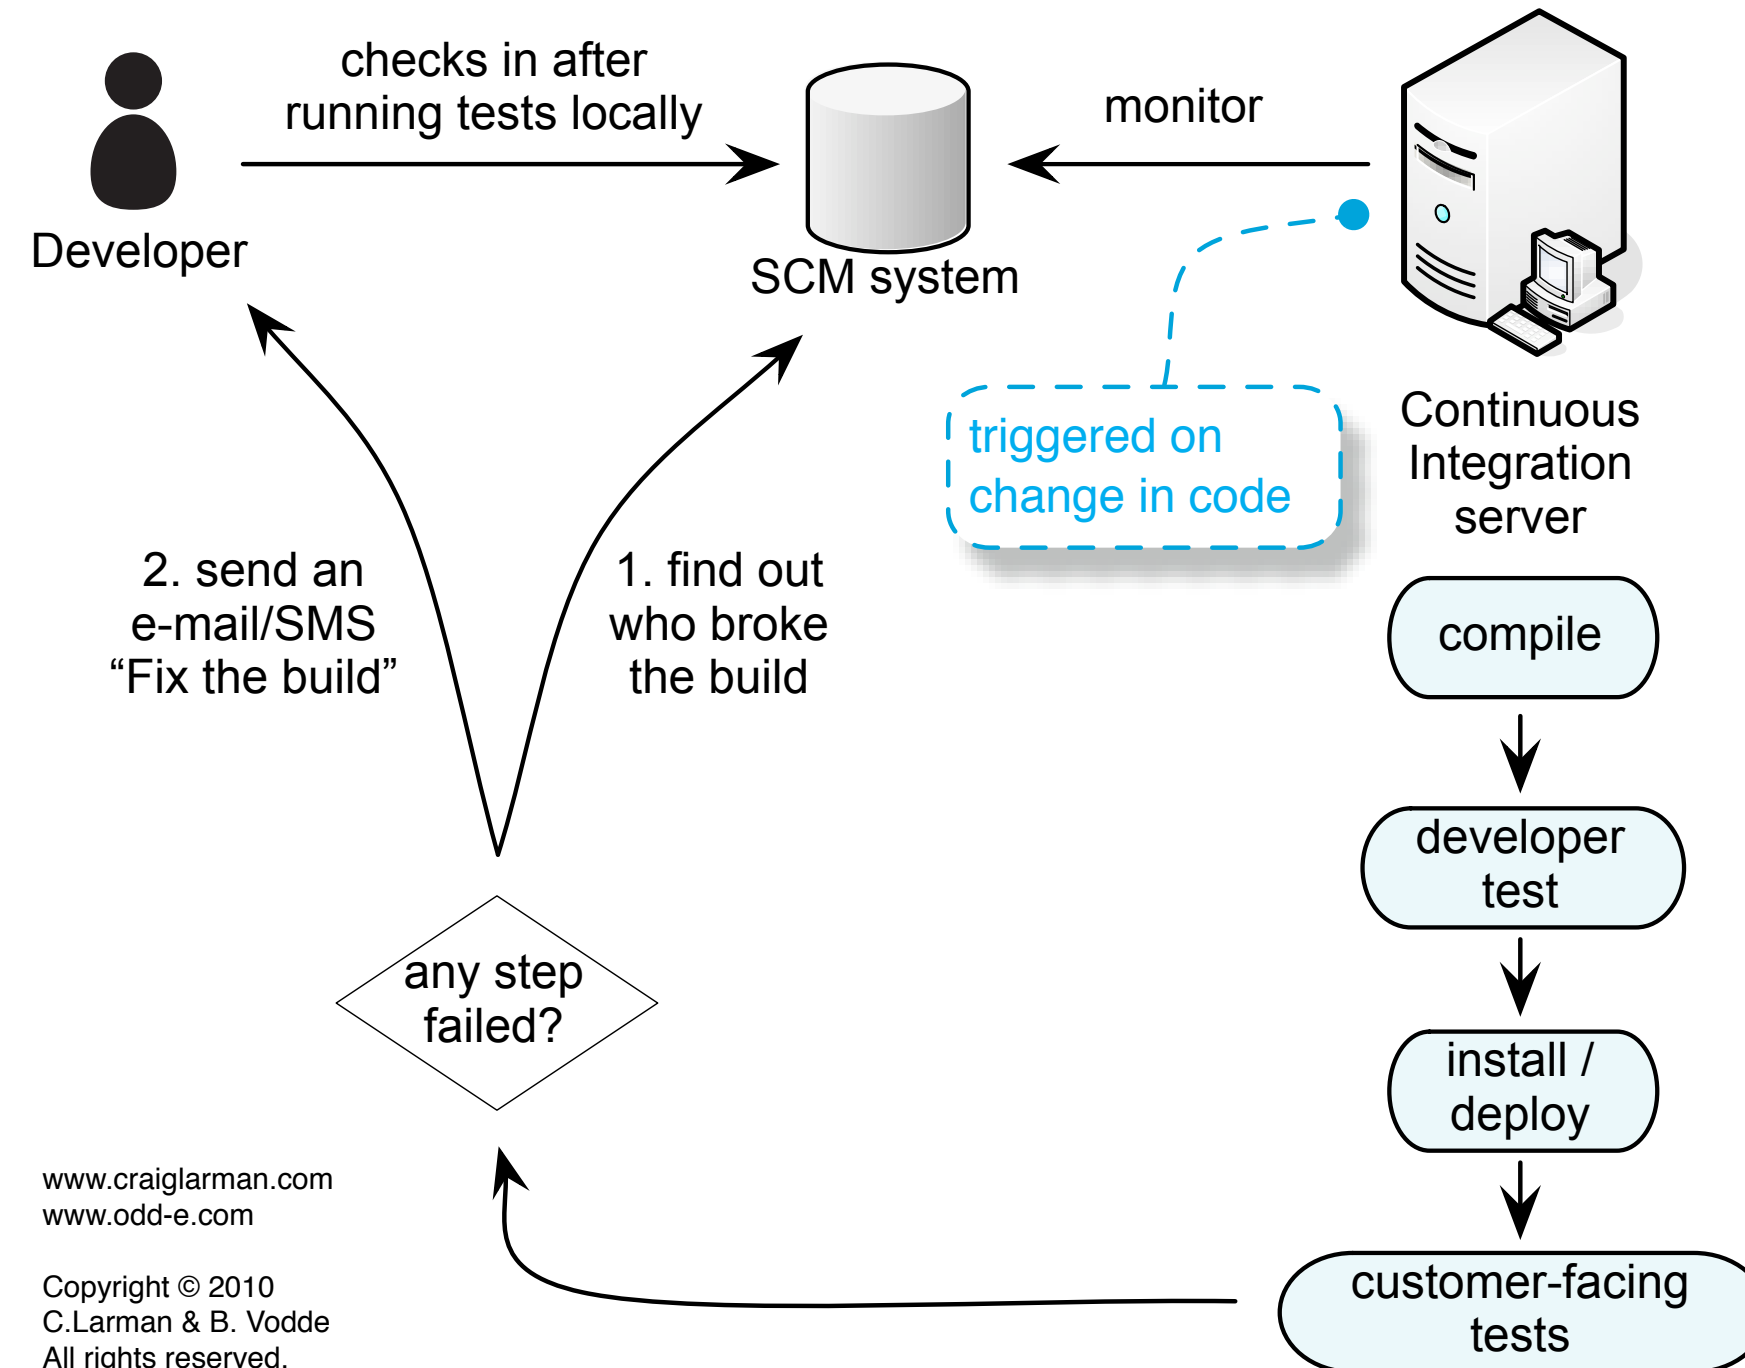 checks in after
running tests locally
monitor
Developer
SCM system
triggered on
change in code
Continuous
Integration
server
2. send an
e-mail/SMS
“Fix the build”
1. find out
who broke
the build
compile
developer
test
any step
failed?
install /
deploy
customer-facing
tests
www.craiglarman.com
www.odd-e.com
Copyright © 2010
C.Larman & B. Vodde
All rights reserved.